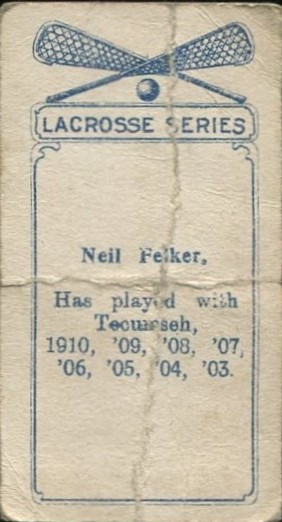 LACROSSE SERIES
Neil Felker,
Has played with
Tecumseh,
1910, '09, '08, '07,
'06, '05, '04, '03.